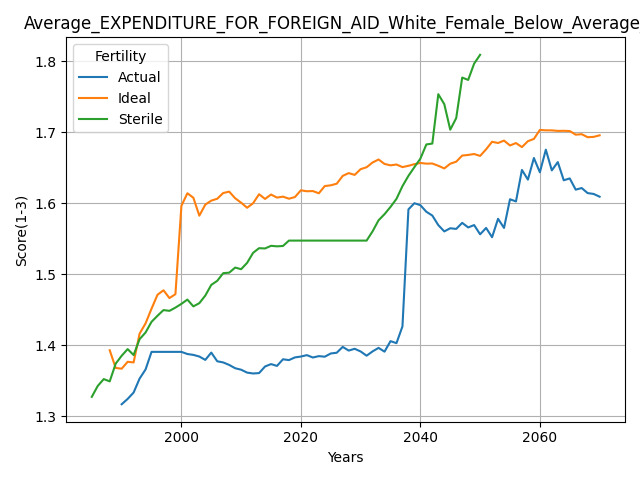 Average_EXPENDITURE_FOR_FOREIGN_AID_White_Female_Below_Average
Fertility
Actual
Ideal
Sterile
Score(1-3)
1.8
1.7
1.6
1.5
1.4
1.3
2000 2020 2040 2060
Years